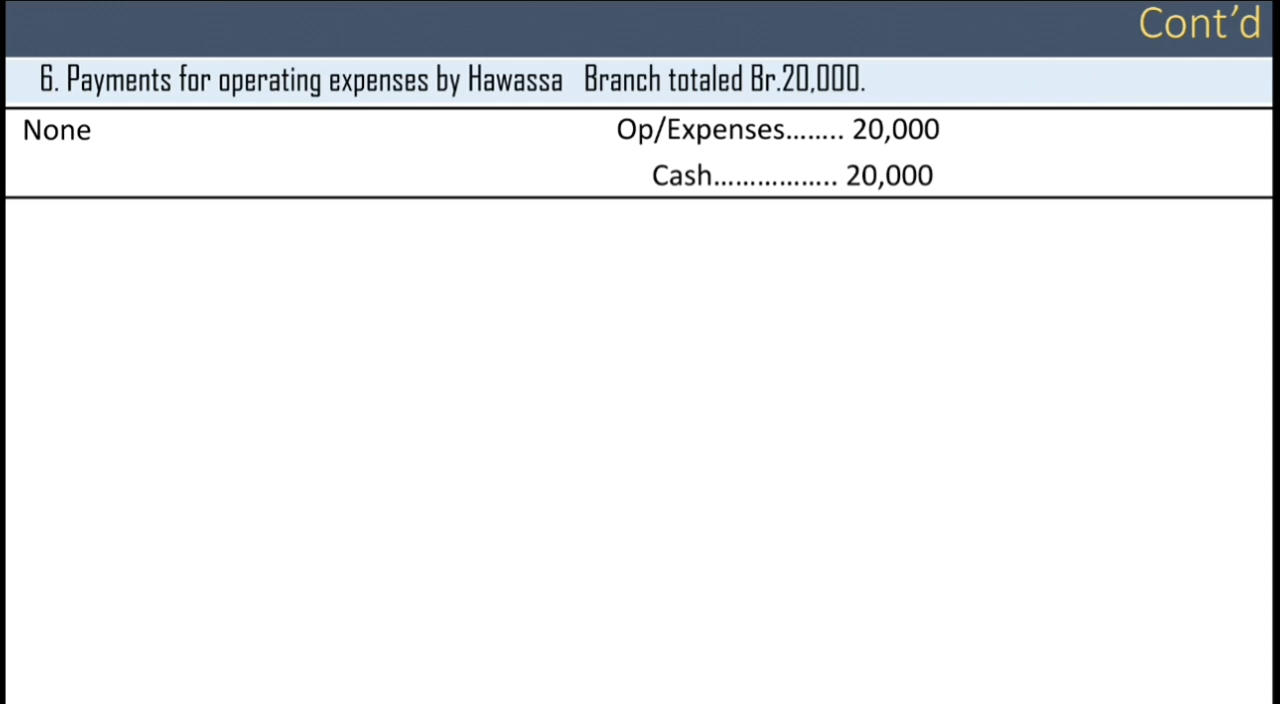 Cont'd
6. Payments for operating expenses by Hawassa Branch totaled Br.20,000.
None Op/Expenses........ 20,000
Cash................. 20,000